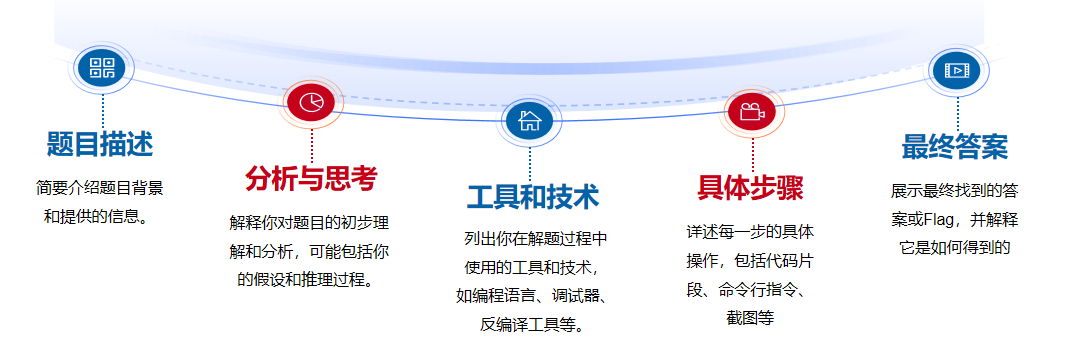 题目描述
简要介绍题目背景
和提供的信息。
分析与思考
解释你对题目的初步理
解和分析，可能包括你
的假设和推理过程。
工具和技术
列出你在解题过程中
使用的工具和技术，
如编程语言、调试器、
反编译工具等。
具体步骤
详述每一步的具体
操作，包括代码片
段、命令行指令、
截图等
最终答案
展示最终找到的答
案或Flag，并解释
它是如何得到的